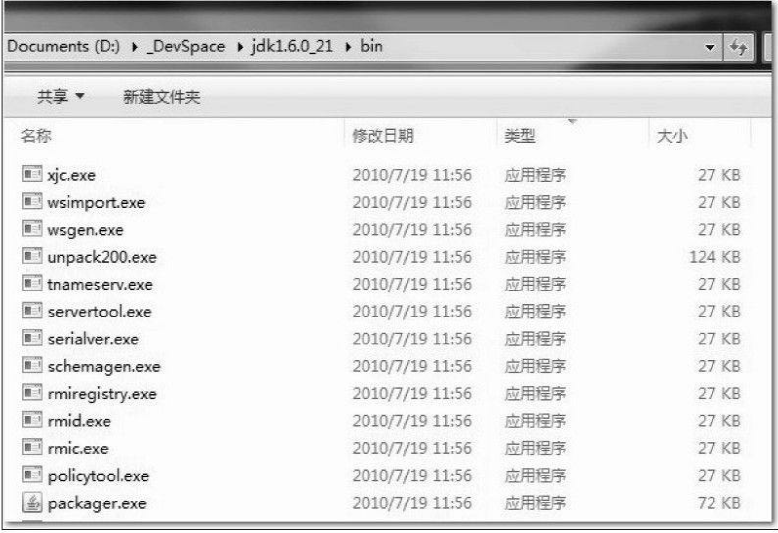 Documents (D:) ▸ _DevSpace ▸ jdk1.6.0_21 ▸ bin
共享 ▼ 新建文件夹
名称 修改日期 类型 大小
xjc.exe 2010/7/19 11:56 应用程序 27 KB
wsimport.exe 2010/7/19 11:56 应用程序 27 KB
wsgen.exe 2010/7/19 11:56 应用程序 27 KB
unpack200.exe 2010/7/19 11:56 应用程序 124 KB
tnameserv.exe 2010/7/19 11:56 应用程序 27 KB
servertool.exe 2010/7/19 11:56 应用程序 27 KB
serialver.exe 2010/7/19 11:56 应用程序 27 KB
schemagen.exe 2010/7/19 11:56 应用程序 27 KB
rmiregistry.exe 2010/7/19 11:56 应用程序 27 KB
rmid.exe 2010/7/19 11:56 应用程序 27 KB
rmic.exe 2010/7/19 11:56 应用程序 27 KB
policytool.exe 2010/7/19 11:56 应用程序 27 KB
packager.exe 2010/7/19 11:56 应用程序 72 KB